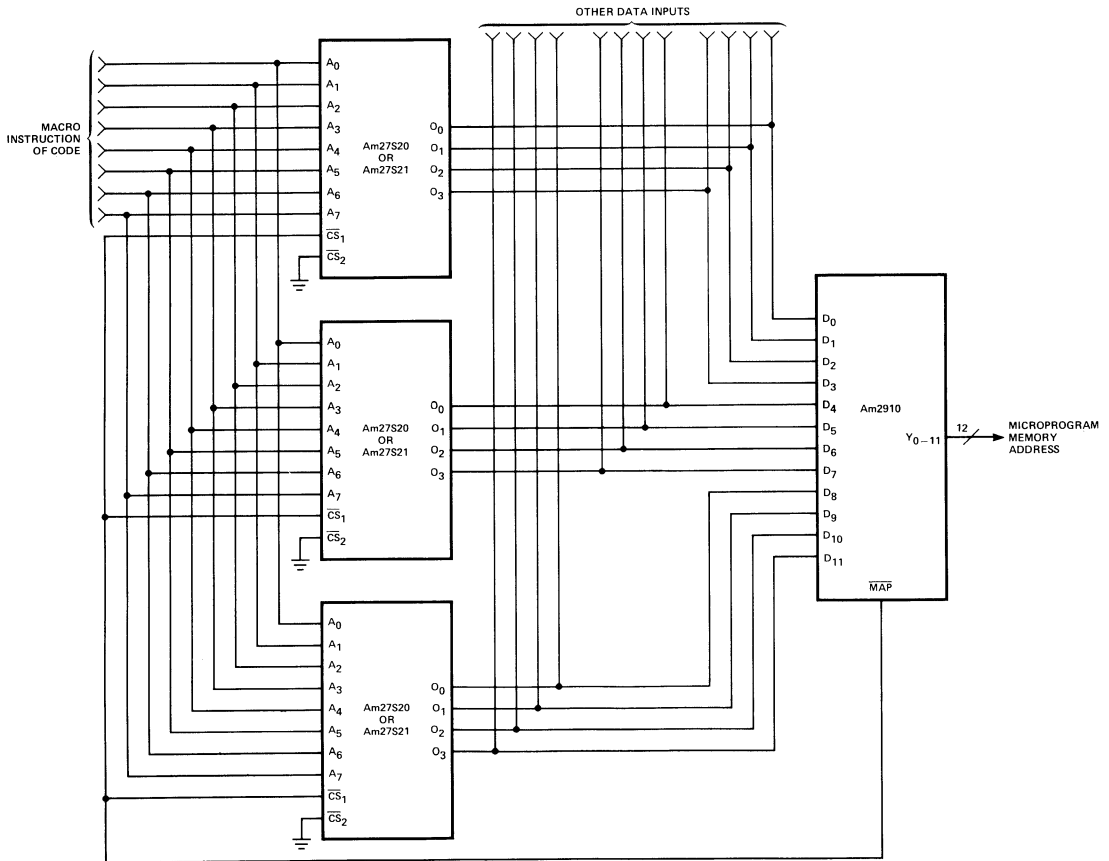 OTHER DATA INPUTS
MACRO
INSTRUCTION
OF CODE
A0
A1
A2
A3
A4
A5
A6
A7
CS1
CS2
Am27S20
OR
Am27S21
O0
O1
O2
O3
A0
A1
A2
A3
A4
A5
A6
A7
CS1
CS2
Am27S20
OR
Am27S21
O0
O1
O2
O3
A0
A1
A2
A3
A4
A5
A6
A7
CS1
CS2
Am27S20
OR
Am27S21
O0
O1
O2
O3
D0
D1
D2
D3
D4
D5
D6
D7
D8
D9
D10
D11
Am2910
Y0–11
MAP
12
MICROPROGRAM
MEMORY
ADDRESS